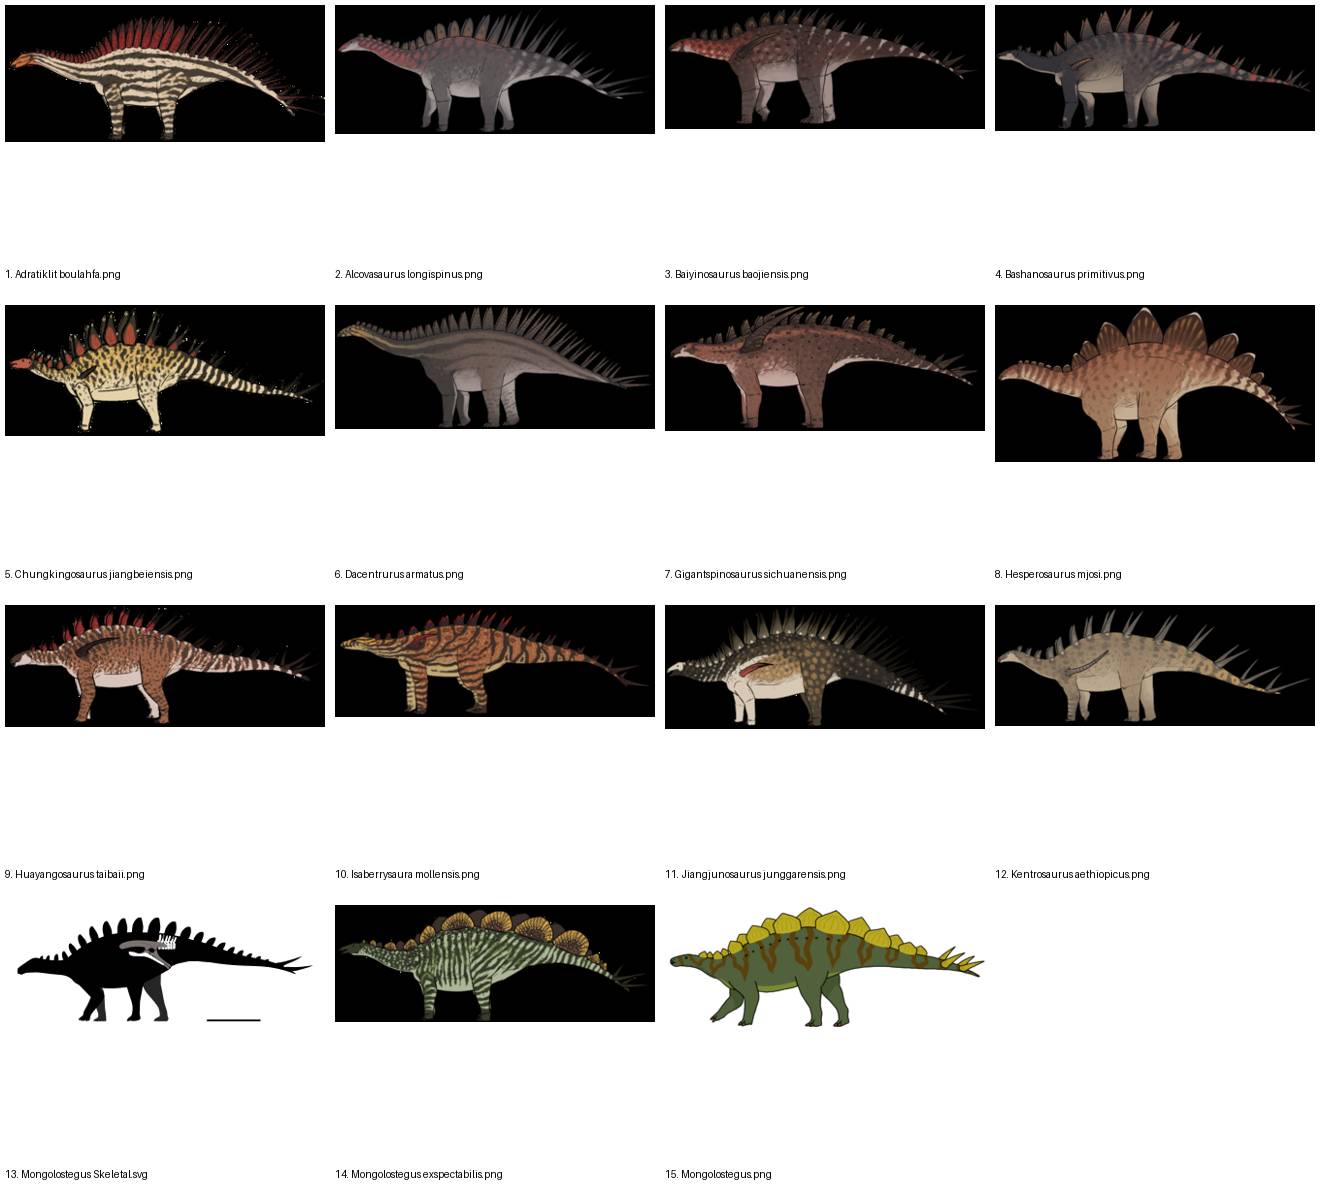 1. Adratiklit boulahfa.png
2. Alcovasaurus longispinus.png
3. Baiyinosaurus baojiensis.png
4. Bashanosaurus primitivus.png
5. Chungkingosaurus jiangbeiensis.png
6. Dacentrurus armatus.png
7. Gigantspinosaurus sichuanensis.png
8. Hesperosaurus mjosi.png
9. Huayangosaurus taibaii.png
10. Isaberrysaura mollensis.png
11. Jiangjunosaurus junggarensis.png
12. Kentrosaurus aethiopicus.png
13. Mongolostegus Skeletal.svg
14. Mongolostegus exspectabilis.png
15. Mongolostegus.png